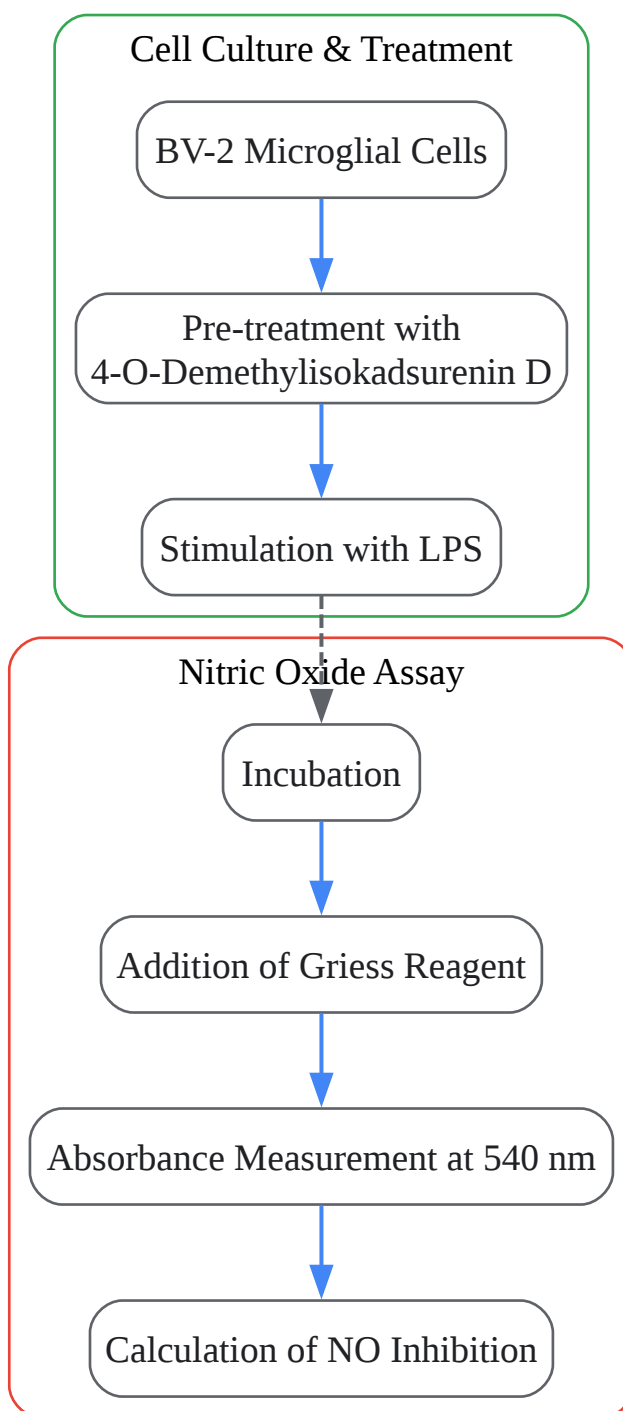 Cell Culture & Treatment
BV-2 Microglial Cells
Pre-treatment with
4-O-Demethylisokadsurenin D
Stimulation with LPS
Nitric Oxide Assay
Incubation
Addition of Griess Reagent
Absorbance Measurement at 540 nm
Calculation of NO Inhibition